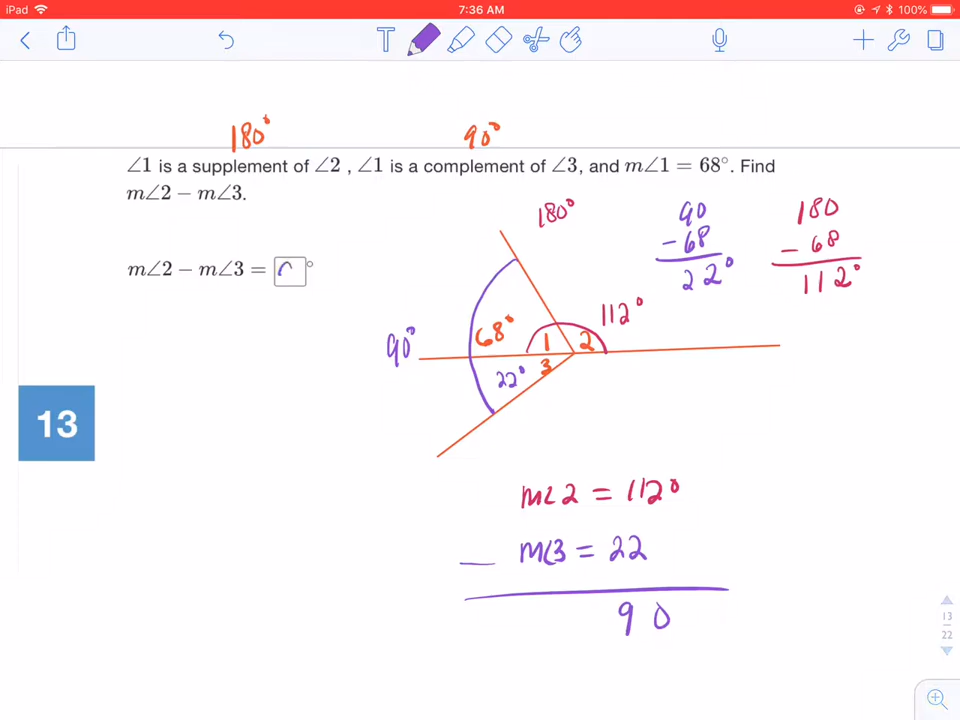 iPad 7:36 AM 100%
T
180° 90°
∠1 is a supplement of ∠2 , ∠1 is a complement of ∠3, and m∠1 = 68°. Find
m∠2 − m∠3.
m∠2 − m∠3 = °
180°
90
−68
22°
180
− 68
112°
112°
68° 1 2
90°
22° 3
13
m∠2 = 112°
— m∠3 = 22
90
13
22